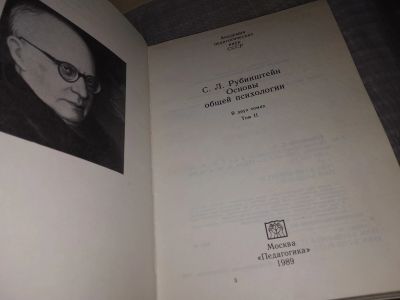 Академия
педагогических
наук
СССР
С. Л. Рубинштейн
Основы
общей психологии
В двух томах
Том II
Москва
«Педагогика»
1989